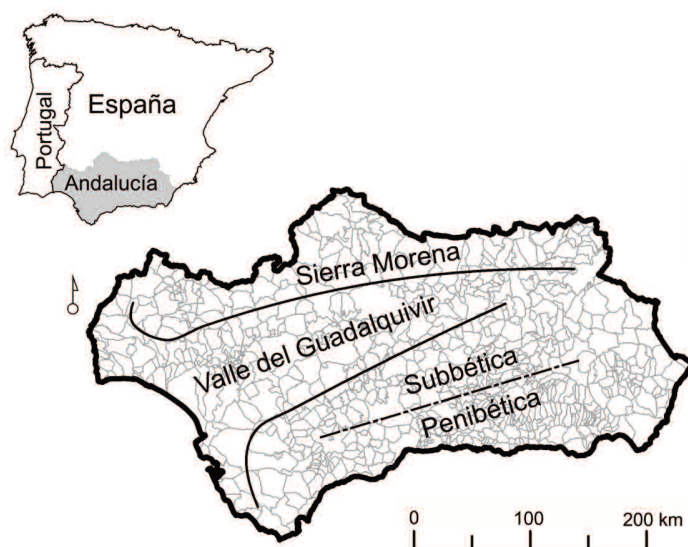 España
Portugal
Andalucía
Sierra Morena
Valle del Guadalquivir
Subbética
Penibética
0 100 200 km